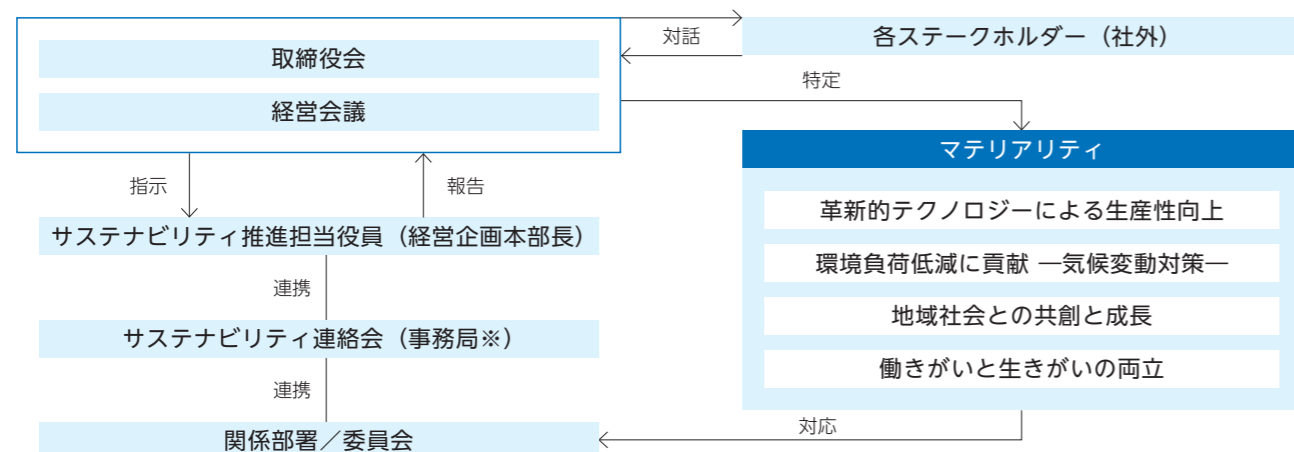 取締役会
経営会議
対話
各ステークホルダー（社外）
特定
指示
報告
サステナビリティ推進担当役員（経営企画本部長）
連携
サステナビリティ連絡会（事務局※）
連携
関係部署／委員会
マテリアリティ
革新的テクノロジーによる生産性向上
環境負荷低減に貢献 ―気候変動対策―
地域社会との共創と成長
働きがいと生きがいの両立
対応